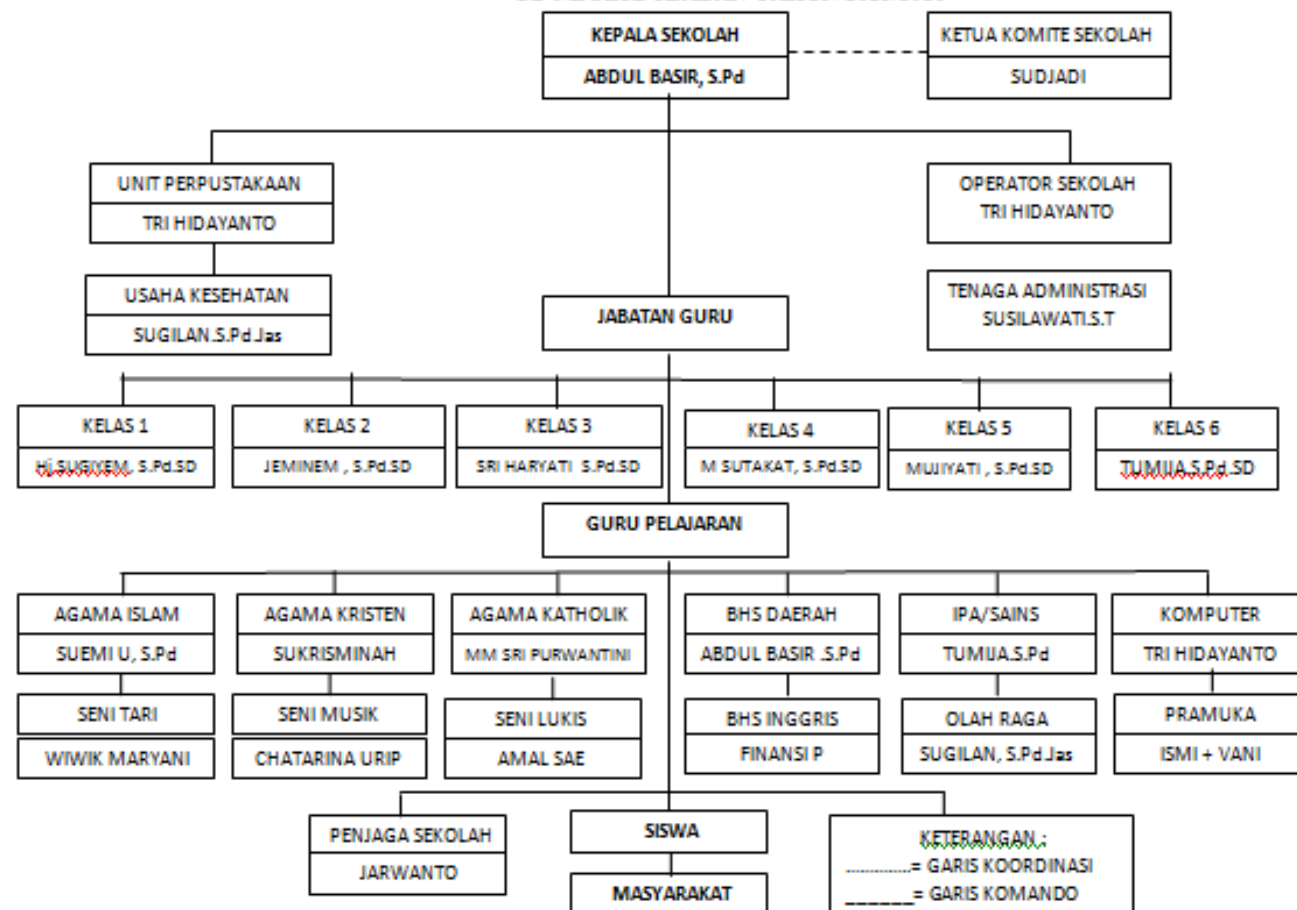 KEPALA SEKOLAH
ABDUL BASIR, S.Pd
KETUA KOMITE SEKOLAH
SUDJADI
UNIT PERPUSTAKAAN
TRI HIDAYANTO
OPERATOR SEKOLAH
TRI HIDAYANTO
USAHA KESEHATAN
SUGILAN.S.Pd.Jas
JABATAN GURU
TENAGA ADMINISTRASI
SUSILAWATI.S.T
KELAS 1
Hj.SUGIYEM, S.Pd.SD
KELAS 2
JEMINEM , S.Pd.SD
KELAS 3
SRI HARYATI S.Pd.SD
KELAS 4
M SUTAKAT, S.Pd.SD
KELAS 5
MUJIYATI , S.Pd.SD
KELAS 6
TUMIJA.S.Pd.SD
GURU PELAJARAN
AGAMA ISLAM
SUEMI U, S.Pd
AGAMA KRISTEN
SUKRISMINAH
AGAMA KATHOLIK
MM SRI PURWANTINI
BHS DAERAH
ABDUL BASIR .S.Pd
IPA/SAINS
TUMIJA.S.Pd
KOMPUTER
TRI HIDAYANTO
SENI TARI
WIWIK MARYANI
SENI MUSIK
CHATARINA URIP
SENI LUKIS
AMAL SAE
BHS INGGRIS
FINANSI P
OLAH RAGA
SUGILAN, S.Pd.Jas
PRAMUKA
ISMI + VANI
PENJAGA SEKOLAH
JARWANTO
SISWA
MASYARAKAT
KETERANGAN :
..............= GARIS KOORDINASI
______= GARIS KOMANDO